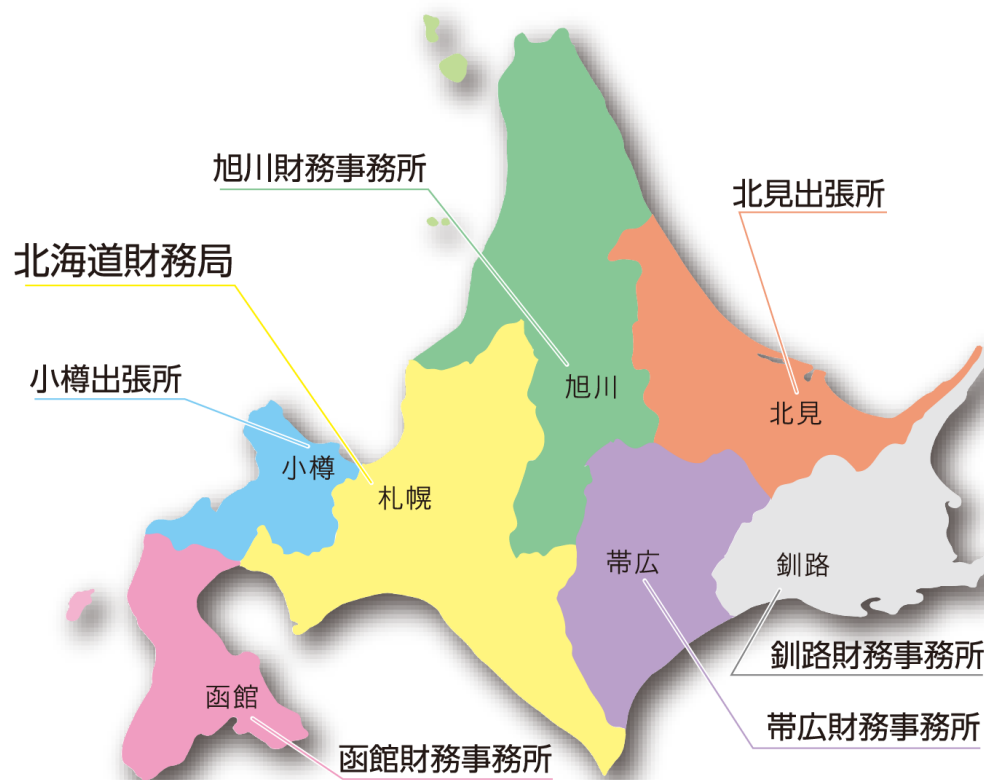 旭川財務事務所
北見出張所
北海道財務局
小樽出張所
旭川
北見
小樽
札幌
帯広
釧路
釧路財務事務所
函館
帯広財務事務所
函館財務事務所